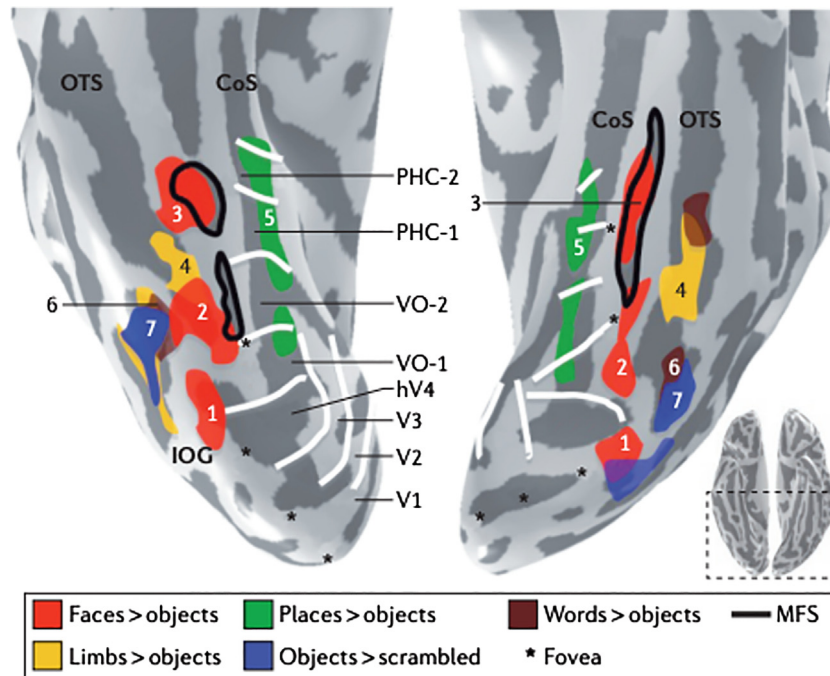 OTS CoS
CoS OTS
PHC-2
PHC-1
VO-2
VO-1
hV4
V3
V2
V1
3
5
4
6
2
7
1
IOG
*
*
*
*
3
5
*
4
*
2
6
7
1
*
*
*
Faces > objects
Places > objects
Words > objects
MFS
Limbs > objects
Objects > scrambled
* Fovea